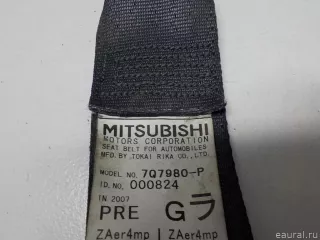 MITSUBISHI
MOTORS CORPORATION
SEAT BELT FOR AUTOMOBILES
MFD. BY .TOKAI RIKA CO., LTD.
MODEL NO. 7Q7980-P
ID. NO. 000824
IN 2007
PRE Gラ
ZAer4mp | ZAer4mp
eaural.ru